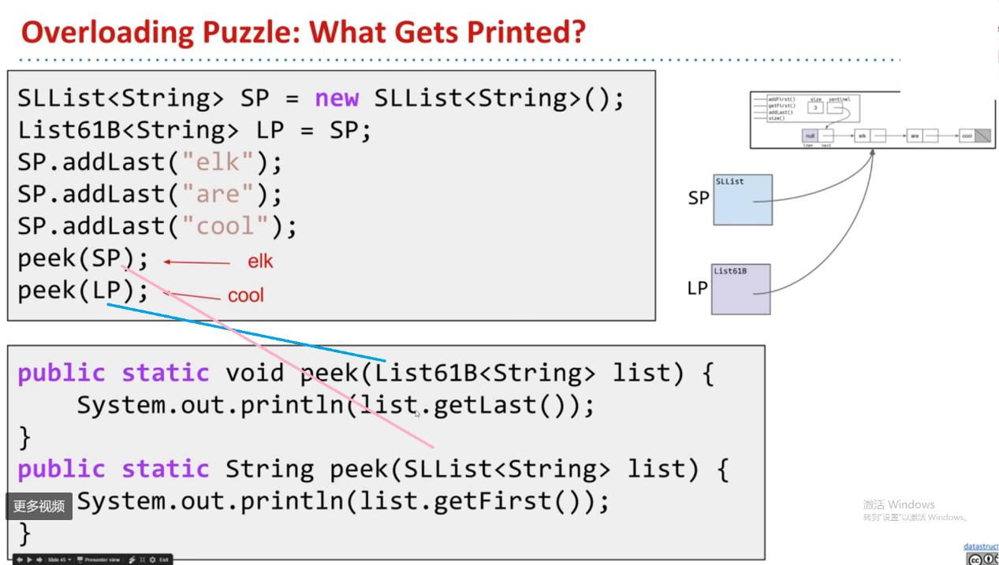 Overloading Puzzle: What Gets Printed?
SLList<String> SP = new SLList<String>();
List61B<String> LP = SP;
SP.addLast("elk");
SP.addLast("are");
SP.addLast("cool");
peek(SP); elk
peek(LP); cool
addFirst() size sentinel
getFirst() 3
addLast()
size()
null elk are cool
item next
SP SLList
LP List61B
public static void peek(List61B<String> list) {
System.out.println(list.getLast());
}
public static String peek(SLList<String> list) {
System.out.println(list.getFirst());
}
更多视频
激活 Windows
转到"设置"以激活 Windows。
datastruct
Slide 45 Presenter view Exit
cc